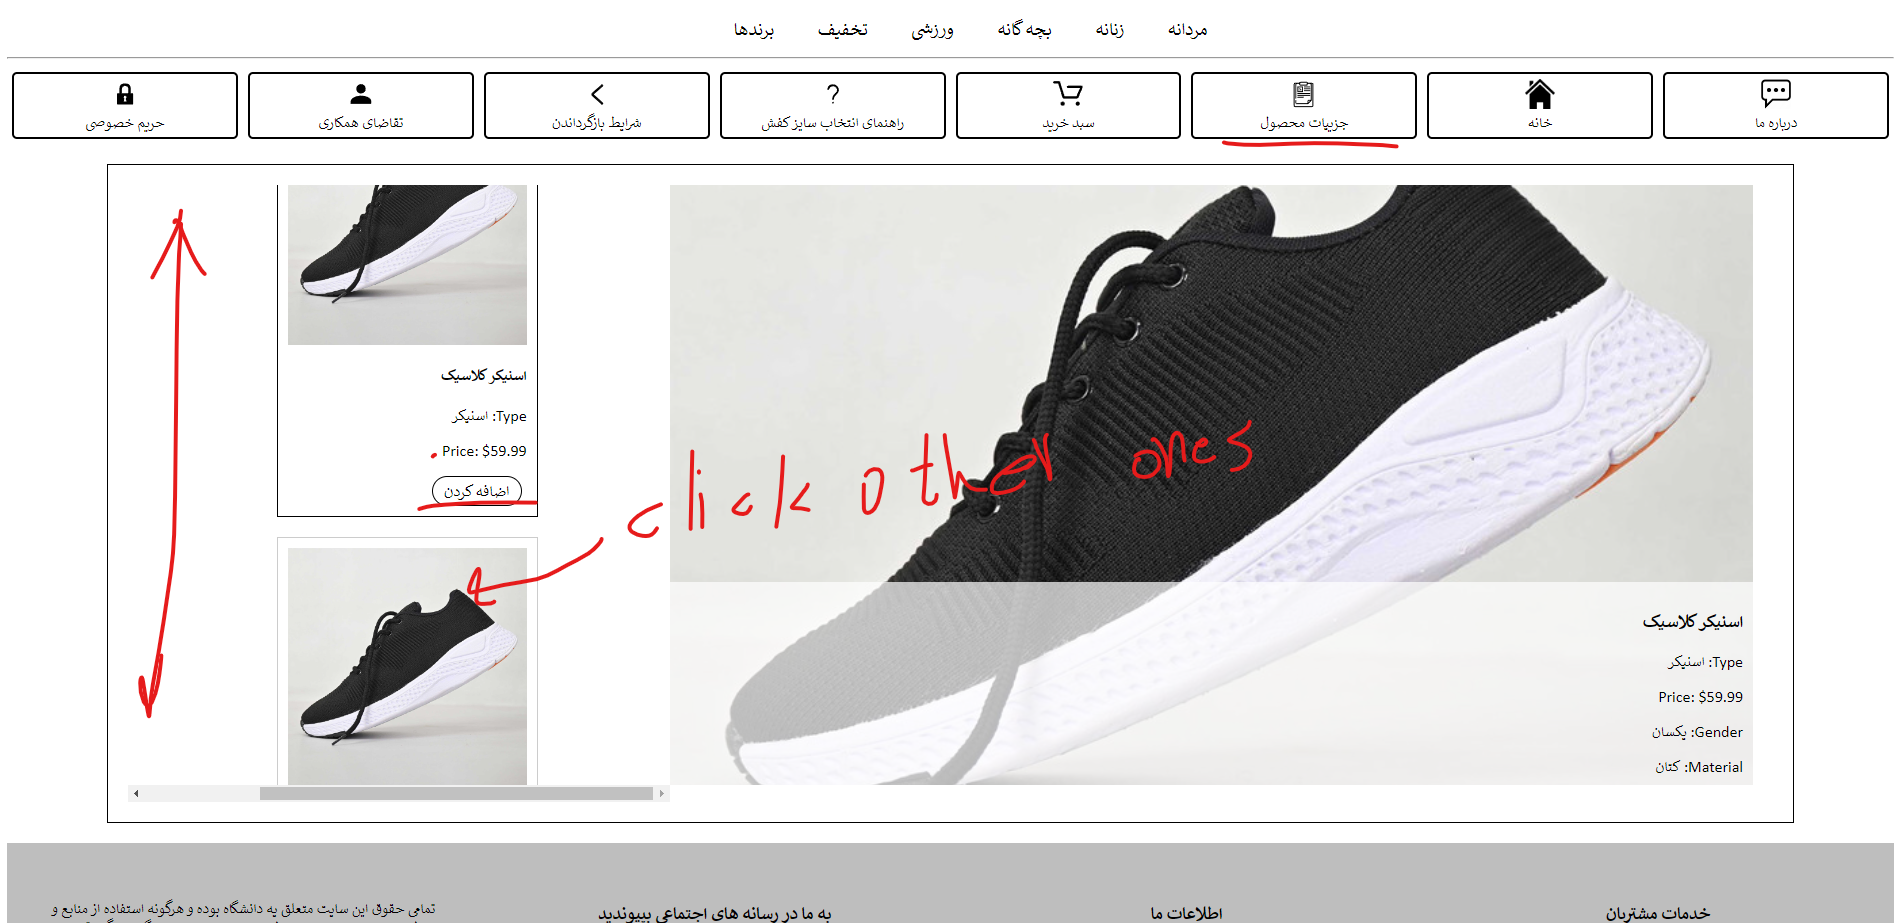 مردانه زنانه بچه گانه ورزشی تخفیف برندها
درباره ما خانه جزییات محصول سبد خرید راهنمای انتخاب سایز کفش شرایط بازگرداندن تقاضای همکاری حریم خصوصی
اسنیکر کلاسیک
Type: اسنیکر
Price: $59.99
اضافه کردن
click other ones
اسنیکر کلاسیک
Type: اسنیکر
Price: $59.99
Gender: یکسان
Material: کتان
خدمات مشتریان
اطلاعات ما
به ما در رسانه های اجتماعی بپیوندید
تمامی حقوق این سایت متعلق به دانشگاه بوده و هرگونه استفاده از منابع و